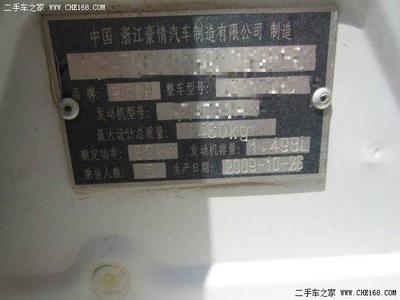 二手车之家 WWW.CHE168.COM
中国 浙江豪情汽车制造有限公司 制造
品牌 整车型号
发动机型号
最大设计总质量 kg
额定功率 发动机排量 1.498L
乘坐人数 5 生产日期 2009-10-26
二手车之家 WWW.CHE168.COM